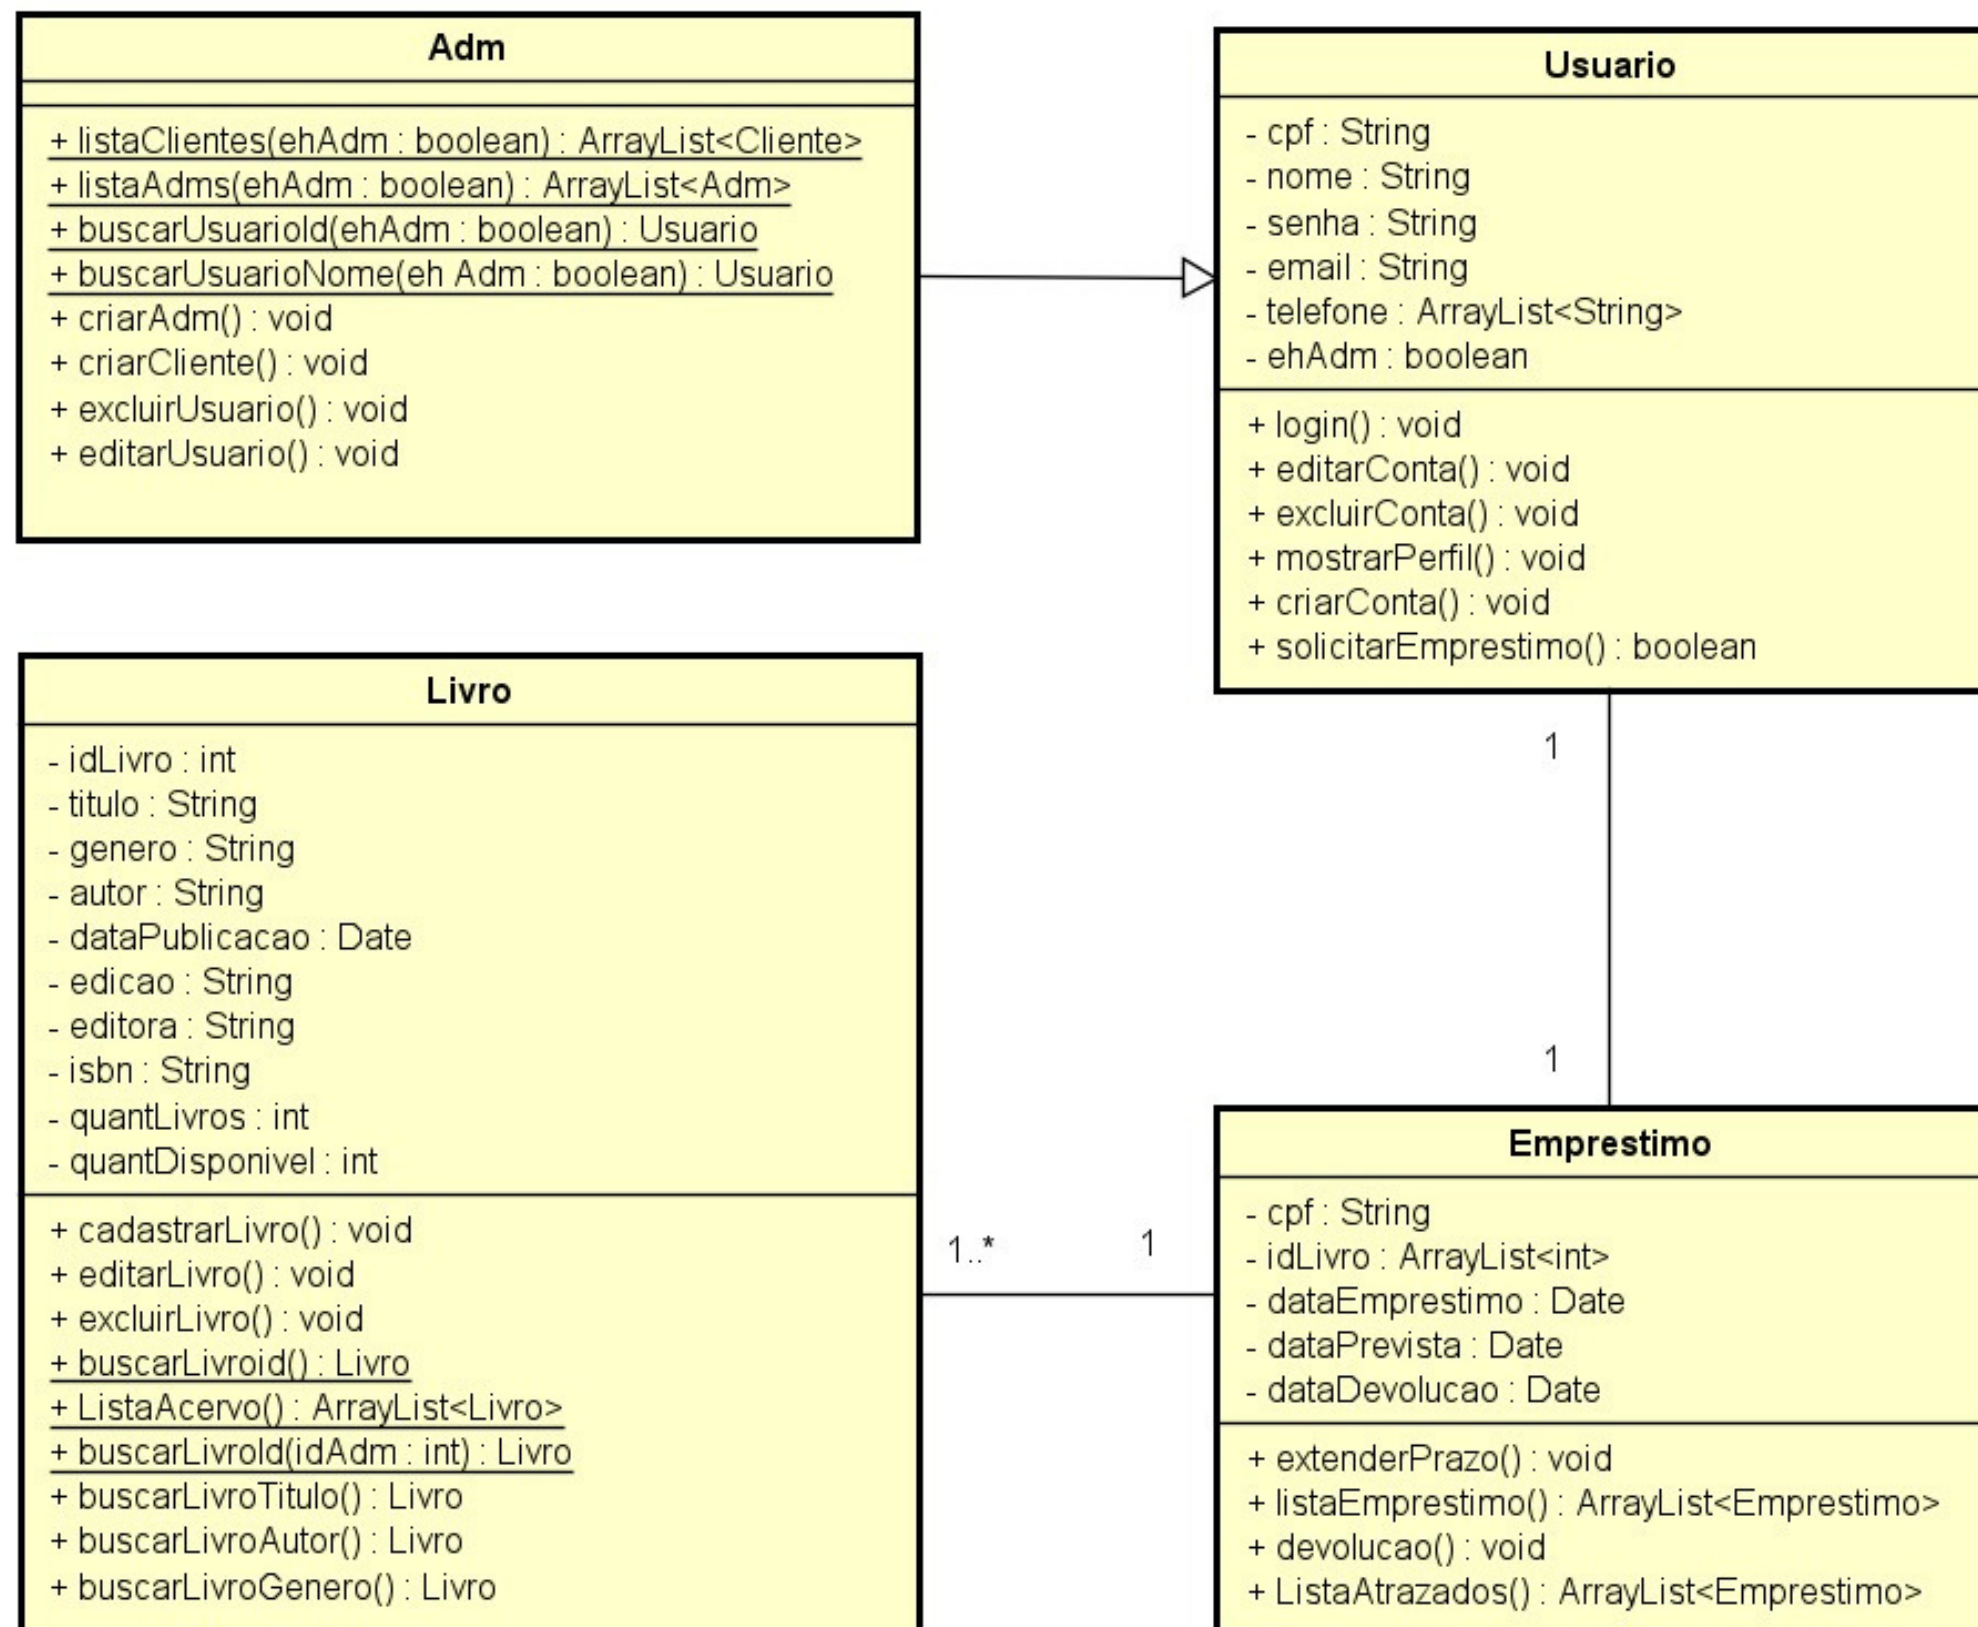 Adm
+ listaClientes(ehAdm : boolean) : ArrayList<Cliente>
+ listaAdms(ehAdm : boolean) : ArrayList<Adm>
+ buscarUsuarioId(ehAdm : boolean) : Usuario
+ buscarUsuarioNome(eh Adm : boolean) : Usuario
+ criarAdm() : void
+ criarCliente() : void
+ excluirUsuario() : void
+ editarUsuario() : void
Usuario
- cpf : String
- nome : String
- senha : String
- email : String
- telefone : ArrayList<String>
- ehAdm : boolean
+ login() : void
+ editarConta() : void
+ excluirConta() : void
+ mostrarPerfil() : void
+ criarConta() : void
+ solicitarEmprestimo() : boolean
1
1
Livro
- idLivro : int
- titulo : String
- genero : String
- autor : String
- dataPublicacao : Date
- edicao : String
- editora : String
- isbn : String
- quantLivros : int
- quantDisponivel : int
+ cadastrarLivro() : void
+ editarLivro() : void
+ excluirLivro() : void
+ buscarLivroid() : Livro
+ ListaAcervo() : ArrayList<Livro>
+ buscarLivroId(idAdm : int) : Livro
+ buscarLivroTitulo() : Livro
+ buscarLivroAutor() : Livro
+ buscarLivroGenero() : Livro
1..* 1
Emprestimo
- cpf : String
- idLivro : ArrayList<int>
- dataEmprestimo : Date
- dataPrevista : Date
- dataDevolucao : Date
+ extenderPrazo() : void
+ listaEmprestimo() : ArrayList<Emprestimo>
+ devolucao() : void
+ ListaAtrazados() : ArrayList<Emprestimo>